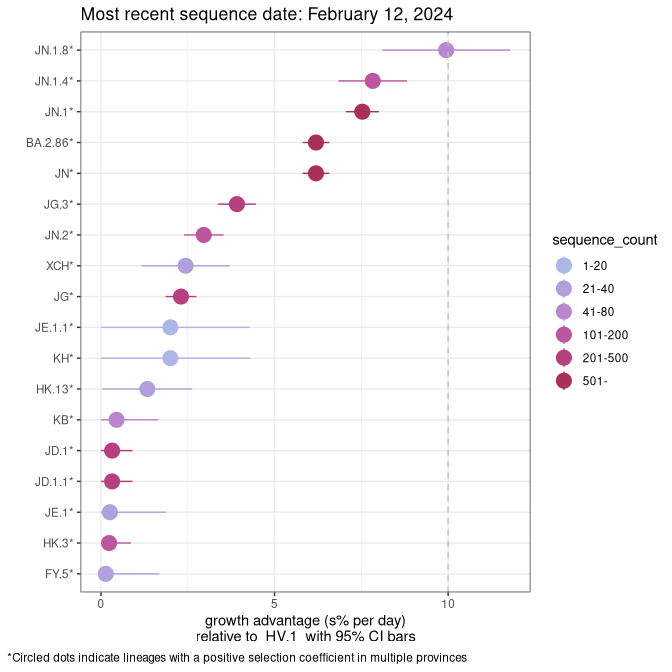 Most recent sequence date: February 12, 2024
JN.1.8*
JN.1.4*
JN.1*
BA.2.86*
JN*
JG.3*
JN.2*
XCH*
JG*
JE.1.1*
KH*
HK.13*
KB*
JD.1*
JD.1.1*
JE.1*
HK.3*
FY.5*
0 5 10
growth advantage (s% per day)
relative to HV.1 with 95% CI bars
sequence_count
1-20
21-40
41-80
101-200
201-500
501-
*Circled dots indicate lineages with a positive selection coefficient in multiple provinces